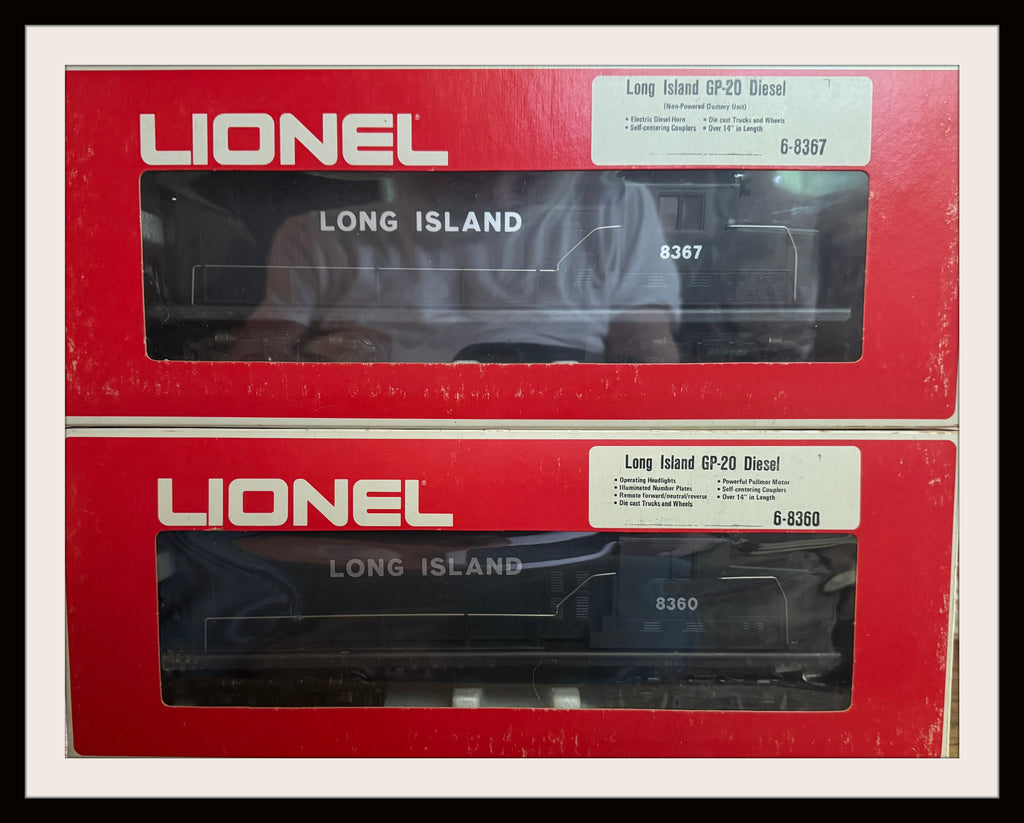 LIONEL
Long Island GP-20 Diesel
(Non-Powered Dummy Unit)
• Electric Diesel Horn • Die cast Trucks and Wheels
• Self-centering Couplers • Over 14" in Length
6-8367
LONG ISLAND
8367
LIONEL
Long Island GP-20 Diesel
• Operating Headlights • Powerful Pullmor Motor
• Illuminated Number Plates • Self-centering Couplers
• Remote forward/neutral/reverse • Over 14" in Length
• Die cast Trucks and Wheels
6-8360
LONG ISLAND
8360